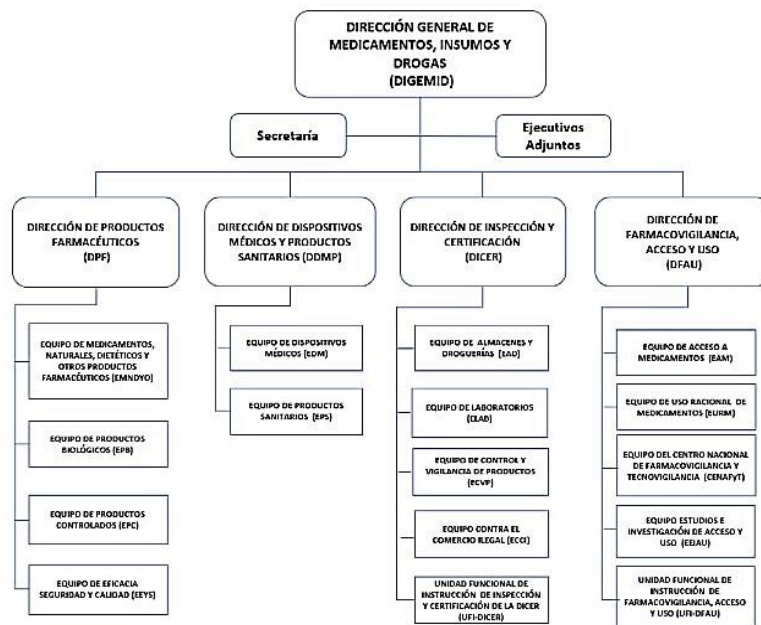 DIRECCIÓN GENERAL DE
MEDICAMENTOS, INSUMOS Y
DROGAS
(DIGEMID)
Secretaría
Ejecutivos
Adjuntos
DIRECCIÓN DE PRODUCTOS
FARMACÉUTICOS
(DPF)
EQUIPO DE MEDICAMENTOS,
NATURALES, DIETÉTICOS Y
OTROS PRODUCTOS
FARMACÉUTICOS (EMNDYO)
EQUIPO DE PRODUCTOS
BIOLÓGICOS (EPB)
EQUIPO DE PRODUCTOS
CONTROLADOS (EPC)
EQUIPO DE EFICACIA
SEGURIDAD Y CALIDAD (EEYS)
DIRECCIÓN DE DISPOSITIVOS
MÉDICOS Y PRODUCTOS
SANITARIOS (DDMP)
EQUIPO DE DISPOSITIVOS
MÉDICOS (EDM)
EQUIPO DE PRODUCTOS
SANITARIOS (EPS)
DIRECCIÓN DE INSPECCIÓN Y
CERTIFICACIÓN
(DICER)
EQUIPO DE ALMACENES Y
DROGUERÍAS (EAD)
EQUIPO DE LABORATORIOS
(ELAD)
EQUIPO DE CONTROL Y
VIGILANCIA DE PRODUCTOS
(ECVP)
EQUIPO CONTRA EL
COMERCIO ILEGAL (ECCI)
UNIDAD FUNCIONAL DE
INSTRUCCIÓN DE INSPECCIÓN
Y CERTIFICACIÓN DE LA DICER
(UFI-DICER)
DIRECCIÓN DE
FARMACOVIGILANCIA,
ACCESO Y USO
(DFAU)
EQUIPO DE ACCESO A
MEDICAMENTOS (EAM)
EQUIPO DE USO RACIONAL DE
MEDICAMENTOS (EURM)
EQUIPO DEL CENTRO NACIONAL
DE FARMACOVIGILANCIA Y
TECNOVIGILANCIA (CENAFyT)
EQUIPO ESTUDIOS E
INVESTIGACIÓN DE ACCESO Y
USO (EEIAU)
UNIDAD FUNCIONAL DE
INSTRUCCIÓN DE
FARMACOVIGILANCIA, ACCESO
Y USO (UFI-DFAU)